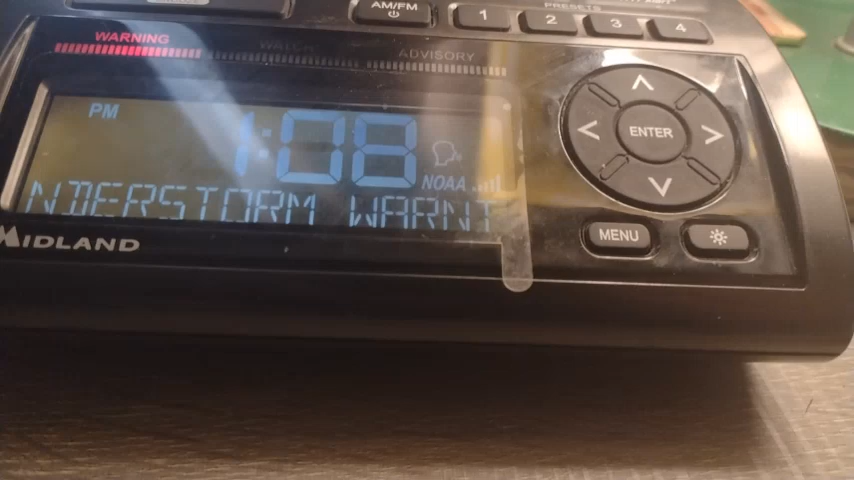 AM/FM
PRESETS
1 2 3 4
WARNING WATCH ADVISORY
PM 1:08
NOAA
NDERSTORM WARNI
ENTER
MENU
MIDLAND